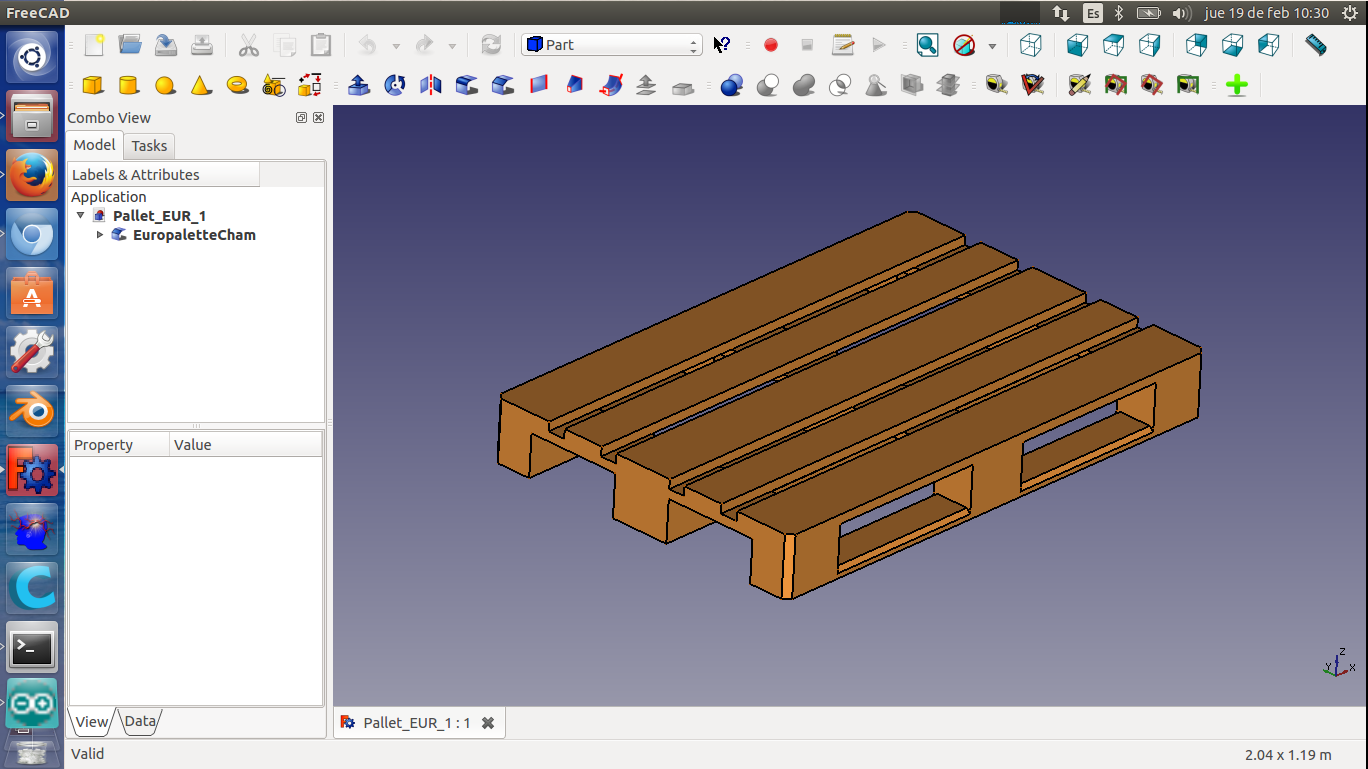 FreeCAD
Es
jue 19 de feb 10:30
Part
Combo View
Model
Tasks
Labels & Attributes
Application
Pallet_EUR_1
EuropaletteCham
Property
Value
View
Data
Z
Y
X
Pallet_EUR_1 : 1
Valid
2.04 x 1.19 m